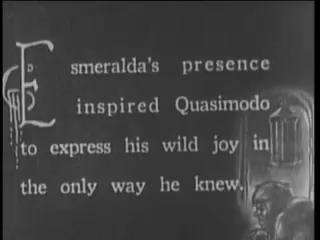 Esmeralda's presence
inspired Quasimodo
to express his wild joy in
the only way he knew.